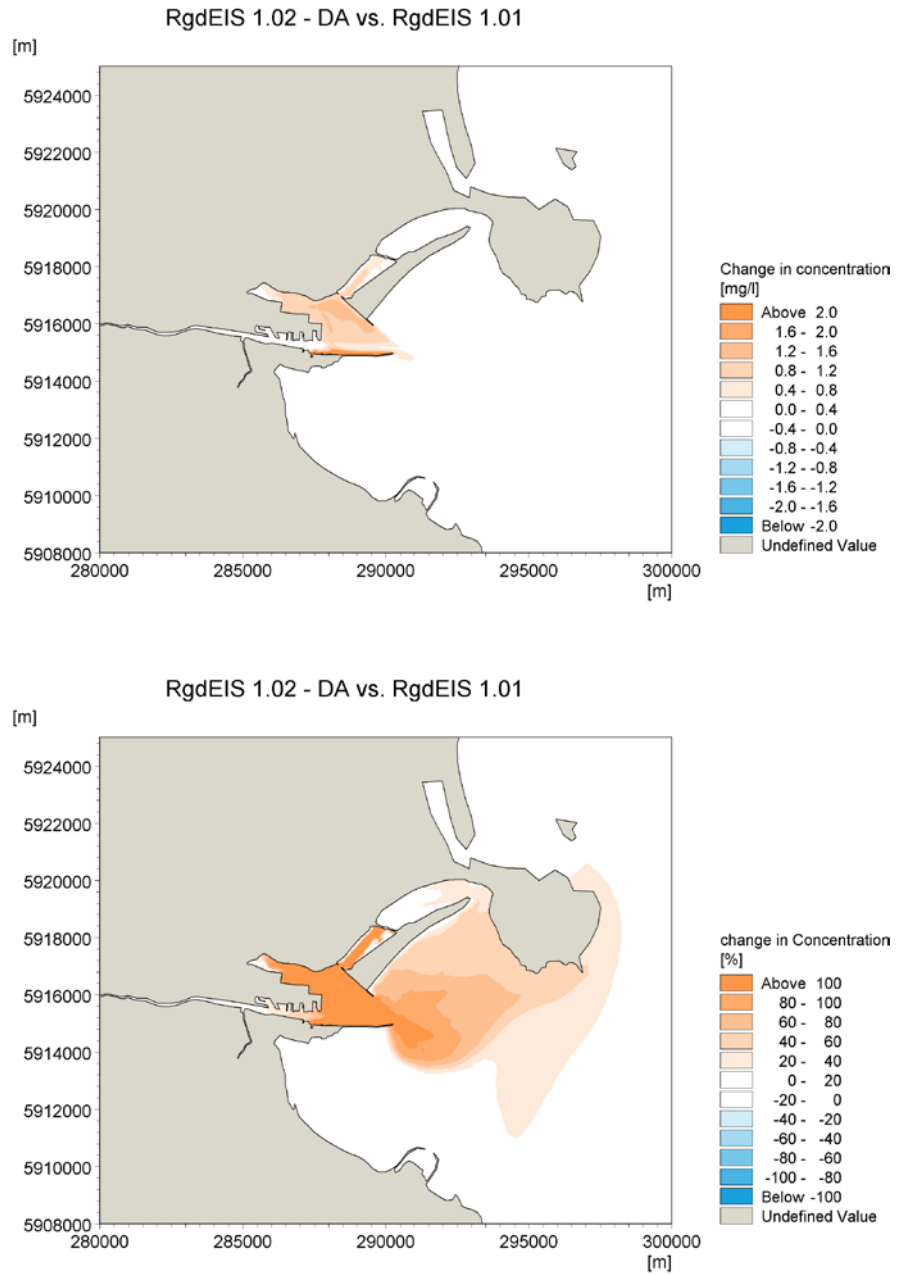 RgdEIS 1.02 - DA vs. RgdEIS 1.01
[m]
5924000
5922000
5920000
5918000
5916000
5914000
5912000
5910000
5908000
280000 285000 290000 295000 300000
[m]
Change in concentration
[mg/l]
Above 2.0
1.6 - 2.0
1.2 - 1.6
0.8 - 1.2
0.4 - 0.8
0.0 - 0.4
-0.4 - 0.0
-0.8 - -0.4
-1.2 - -0.8
-1.6 - -1.2
-2.0 - -1.6
Below -2.0
Undefined Value
RgdEIS 1.02 - DA vs. RgdEIS 1.01
[m]
5924000
5922000
5920000
5918000
5916000
5914000
5912000
5910000
5908000
280000 285000 290000 295000 300000
[m]
change in Concentration
[%]
Above 100
80 - 100
60 - 80
40 - 60
20 - 40
0 - 20
-20 - 0
-40 - -20
-60 - -40
-80 - -60
-100 - -80
Below -100
Undefined Value